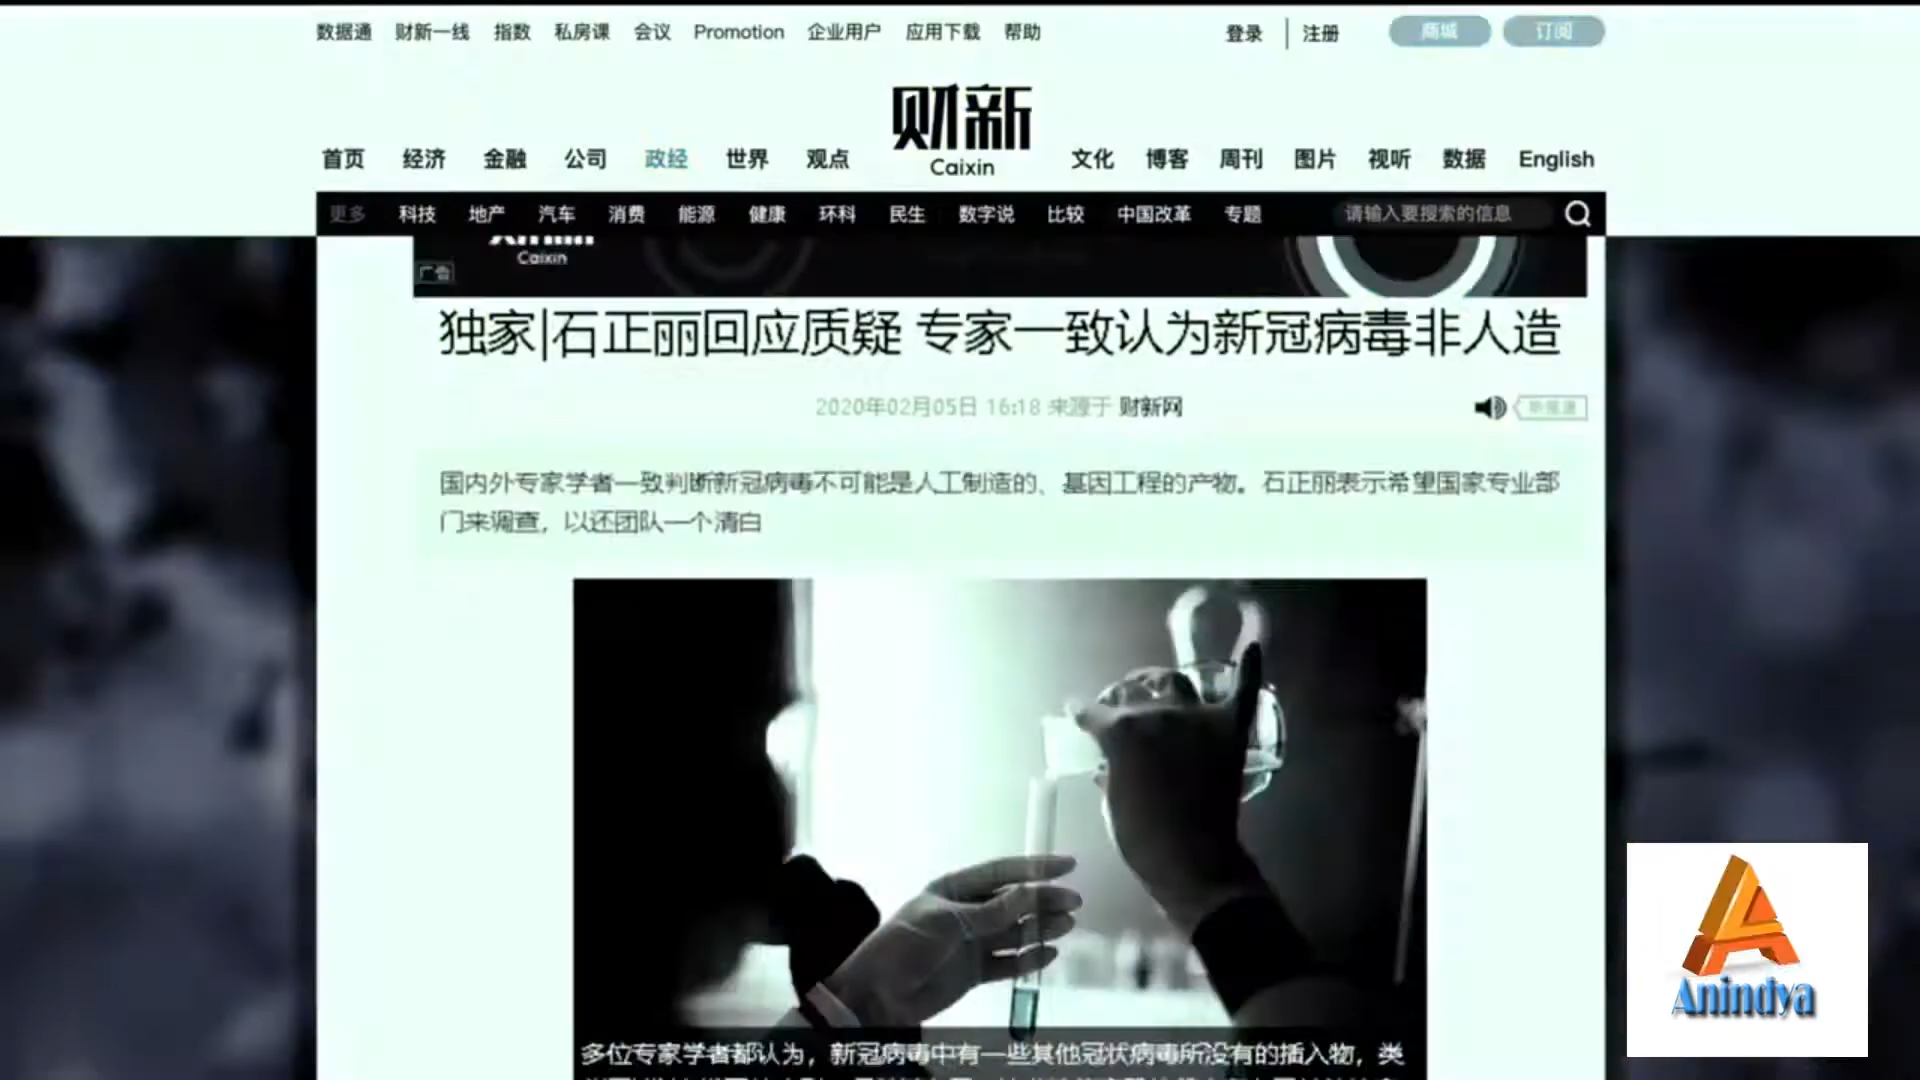 数据通 财新一线 指数 私房课 会议 Promotion 企业用户 应用下载 帮助 登录 注册 商城 订阅
财新
Caixin
首页 经济 金融 公司 政经 世界 观点 文化 博客 周刊 图片 视听 数据 English
更多 科技 地产 汽车 消费 能源 健康 环科 民生 数字说 比较 中国改革 专题 请输入要搜索的信息
Caixin
广告
独家|石正丽回应质疑 专家一致认为新冠病毒非人造
2020年02月05日 16:18 来源于 财新网
国内外专家学者一致判断新冠病毒不可能是人工制造的、基因工程的产物。石正丽表示希望国家专业部
门来调查，以还团队一个清白
多位专家学者都认为，新冠病毒中有一些其他冠状病毒所没有的插入物，类
Anindya